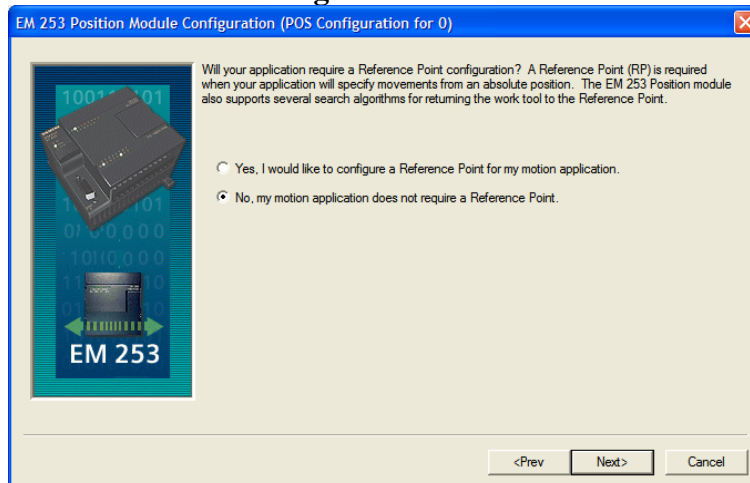 EM 253 Position Module Configuration (POS Configuration for 0)
Will your application require a Reference Point configuration? A Reference Point (RP) is required
when your application will specify movements from an absolute position. The EM 253 Position module
also supports several search algorithms for returning the work tool to the Reference Point.
Yes, I would like to configure a Reference Point for my motion application.
No, my motion application does not require a Reference Point.
EM 253
<Prev
Next>
Cancel